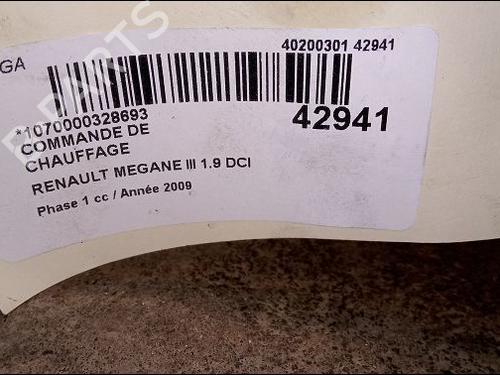 GA
40200301 42941
*1070000328693
42941
COMMANDE DE
CHAUFFAGE
RENAULT MEGANE III 1.9 DCI
Phase 1 cc / Année 2009